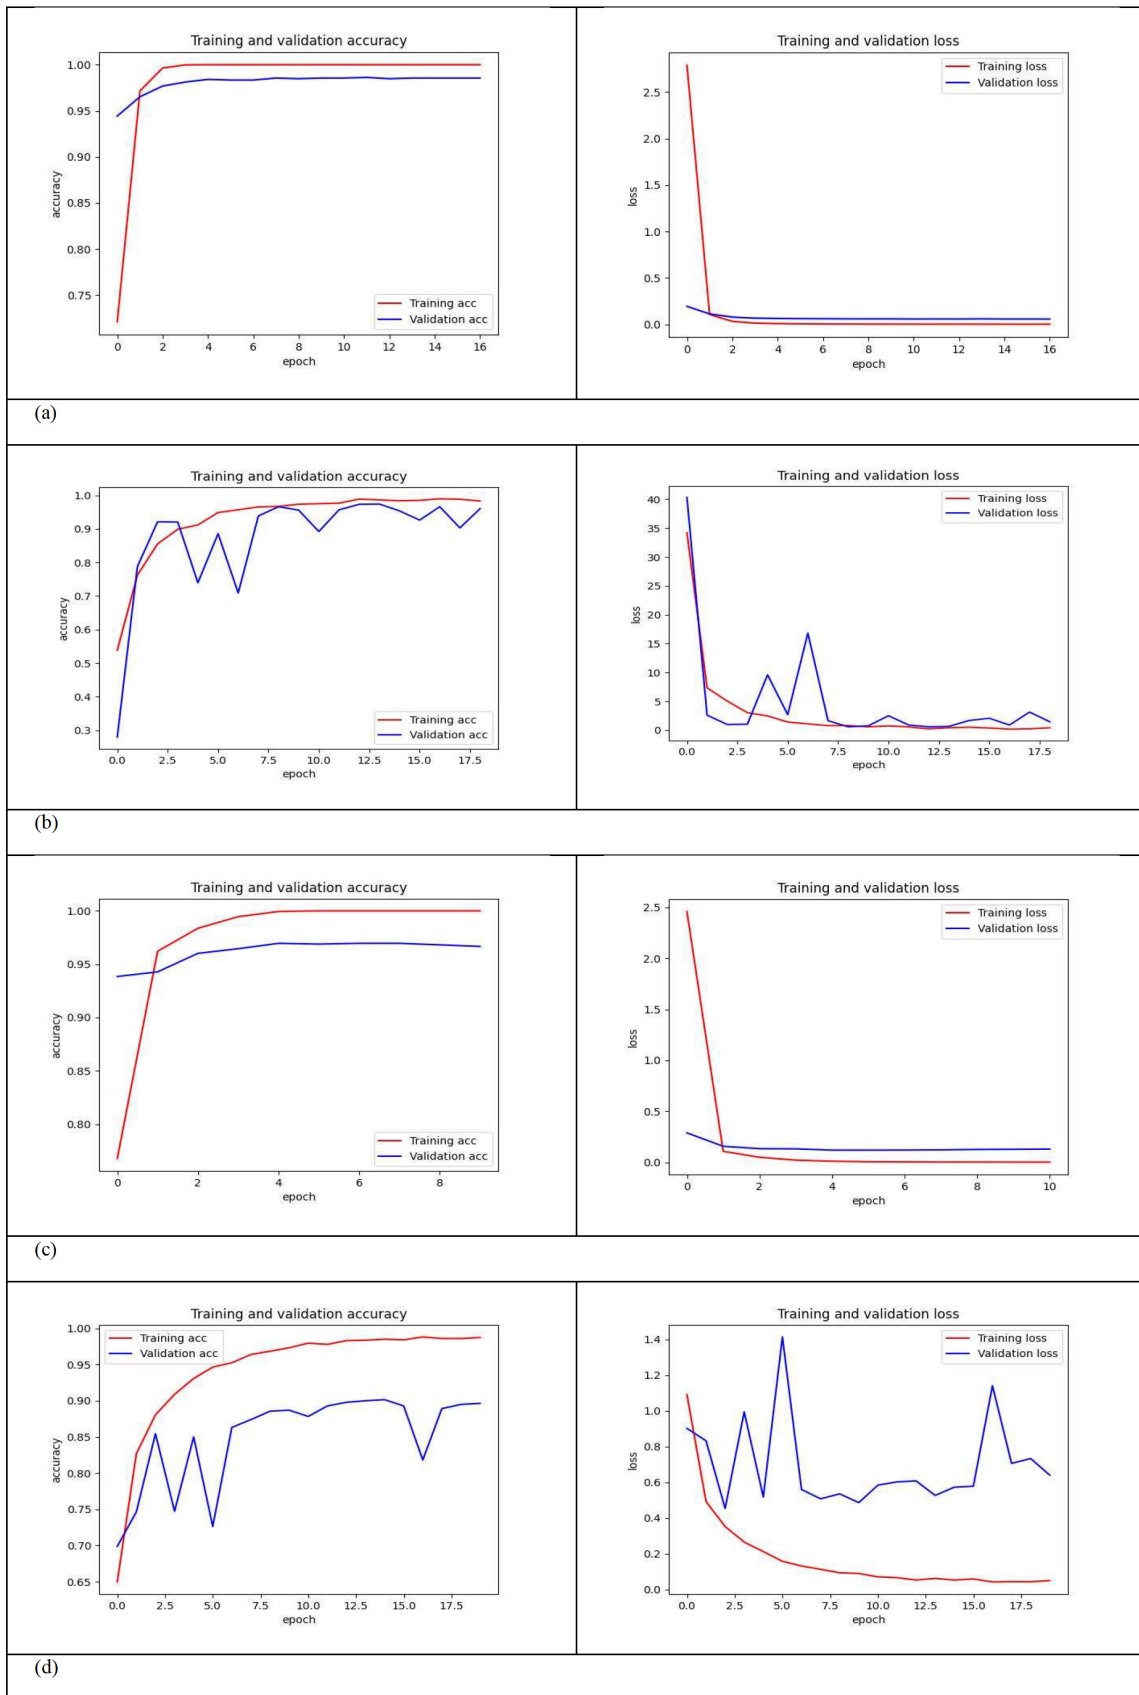 Training and validation accuracy
1.00
0.95
0.90
0.85
0.80
0.75
accuracy
Training acc
Validation acc
0 2 4 6 8 10 12 14 16
epoch
Training and validation loss
2.5
2.0
1.5
1.0
0.5
0.0
loss
Training loss
Validation loss
0 2 4 6 8 10 12 14 16
epoch
(a)
Training and validation accuracy
1.0
0.9
0.8
0.7
0.6
0.5
0.4
0.3
accuracy
Training acc
Validation acc
0.0 2.5 5.0 7.5 10.0 12.5 15.0 17.5
epoch
Training and validation loss
40
35
30
25
20
15
10
5
0
loss
Training loss
Validation loss
0.0 2.5 5.0 7.5 10.0 12.5 15.0 17.5
epoch
(b)
Training and validation accuracy
1.00
0.95
0.90
0.85
0.80
accuracy
Training acc
Validation acc
0 2 4 6 8
epoch
Training and validation loss
2.5
2.0
1.5
1.0
0.5
0.0
loss
Training loss
Validation loss
0 2 4 6 8 10
epoch
(c)
Training and validation accuracy
1.00
0.95
0.90
0.85
0.80
0.75
0.70
0.65
accuracy
Training acc
Validation acc
0.0 2.5 5.0 7.5 10.0 12.5 15.0 17.5
epoch
Training and validation loss
1.4
1.2
1.0
0.8
0.6
0.4
0.2
0.0
loss
Training loss
Validation loss
0.0 2.5 5.0 7.5 10.0 12.5 15.0 17.5
epoch
(d)